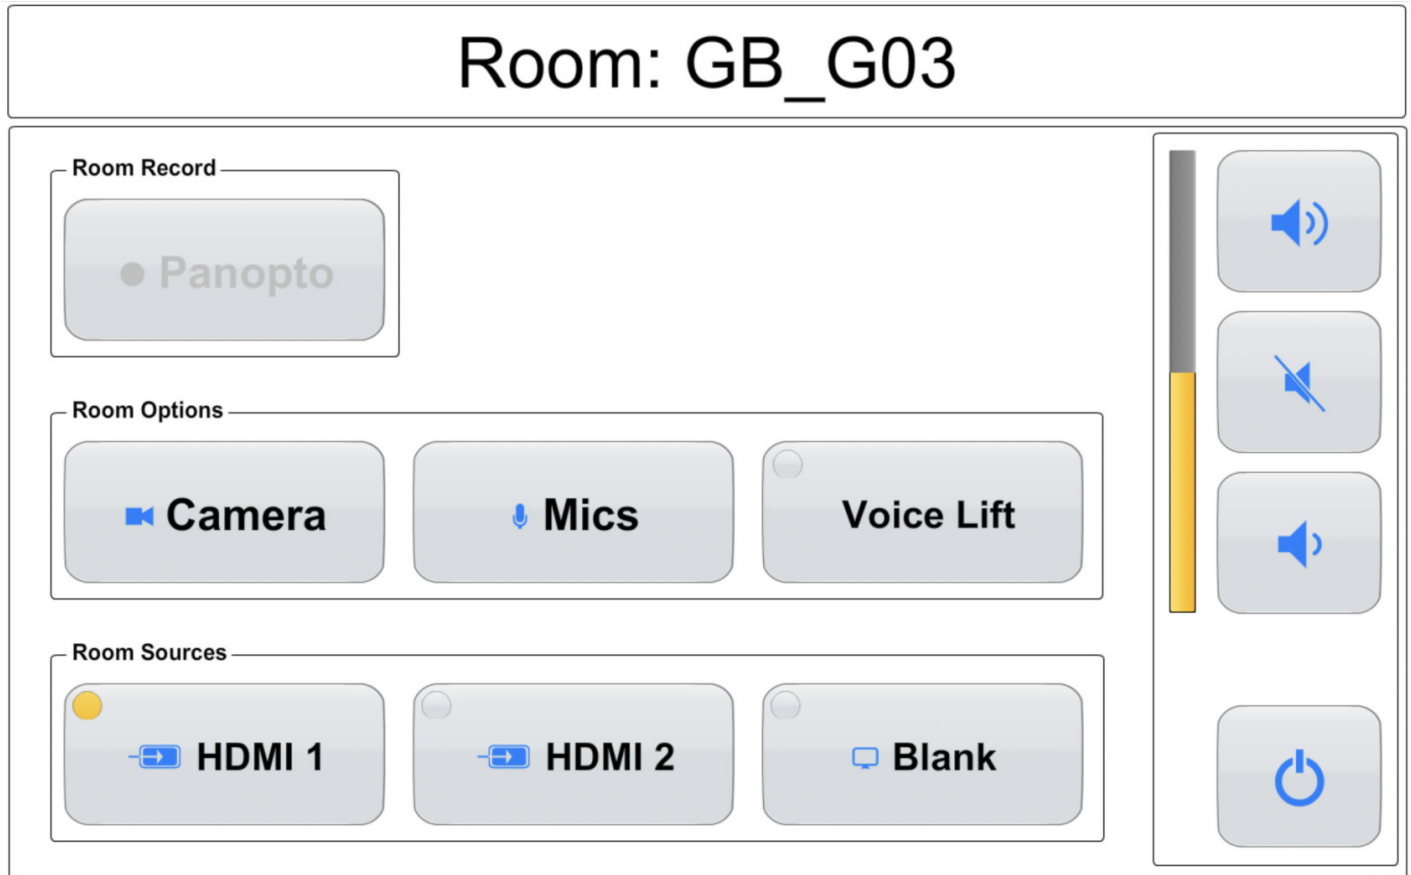 Room: GB_G03
Room Record
Panopto
Room Options
Camera
Mics
Voice Lift
Room Sources
HDMI 1
HDMI 2
Blank